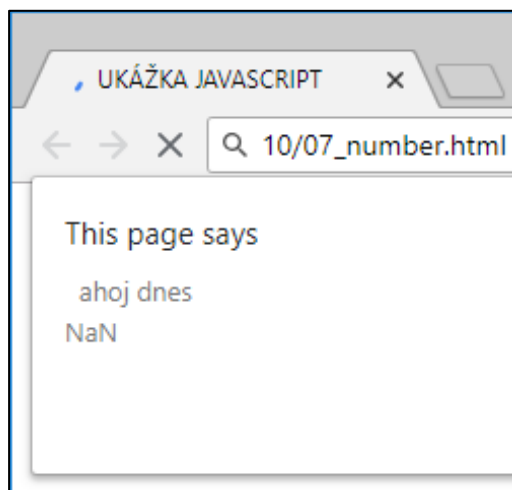 UKÁŽKA JAVASCRIPT
10/07_number.html
This page says
ahoj dnes
NaN